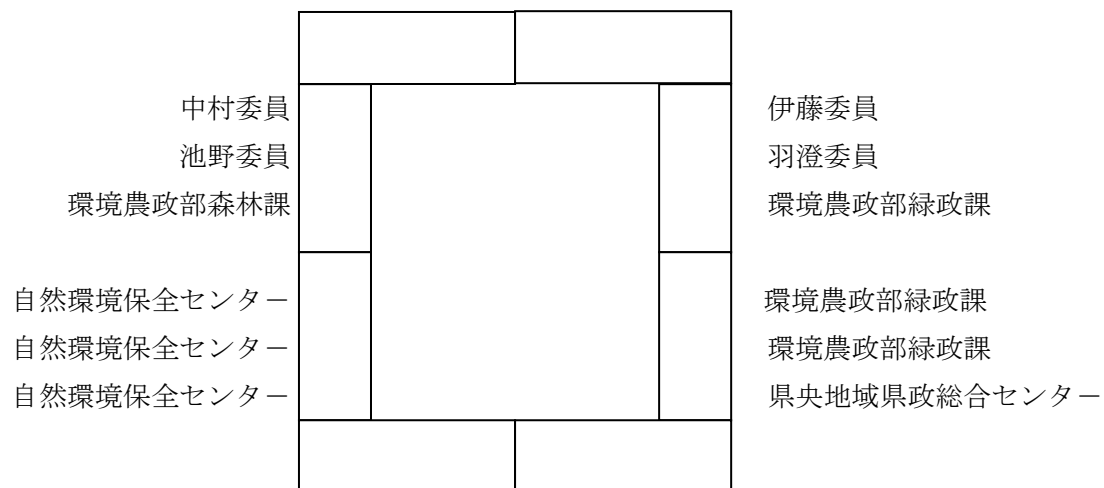 中村委員
池野委員
環境農政部森林課
自然環境保全センター
自然環境保全センター
自然環境保全センター
伊藤委員
羽澄委員
環境農政部緑政課
環境農政部緑政課
環境農政部緑政課
県央地域県政総合センター